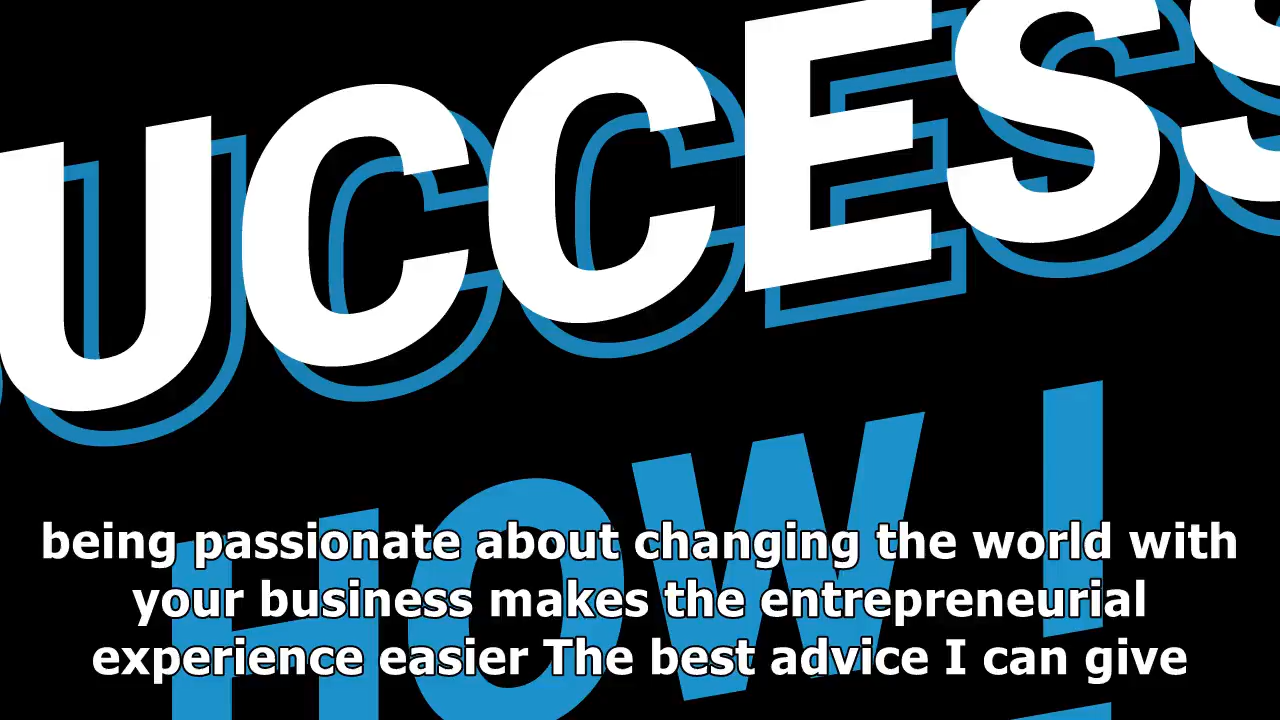 UCCESS
HOW !
being passionate about changing the world with
your business makes the entrepreneurial
experience easier The best advice I can give